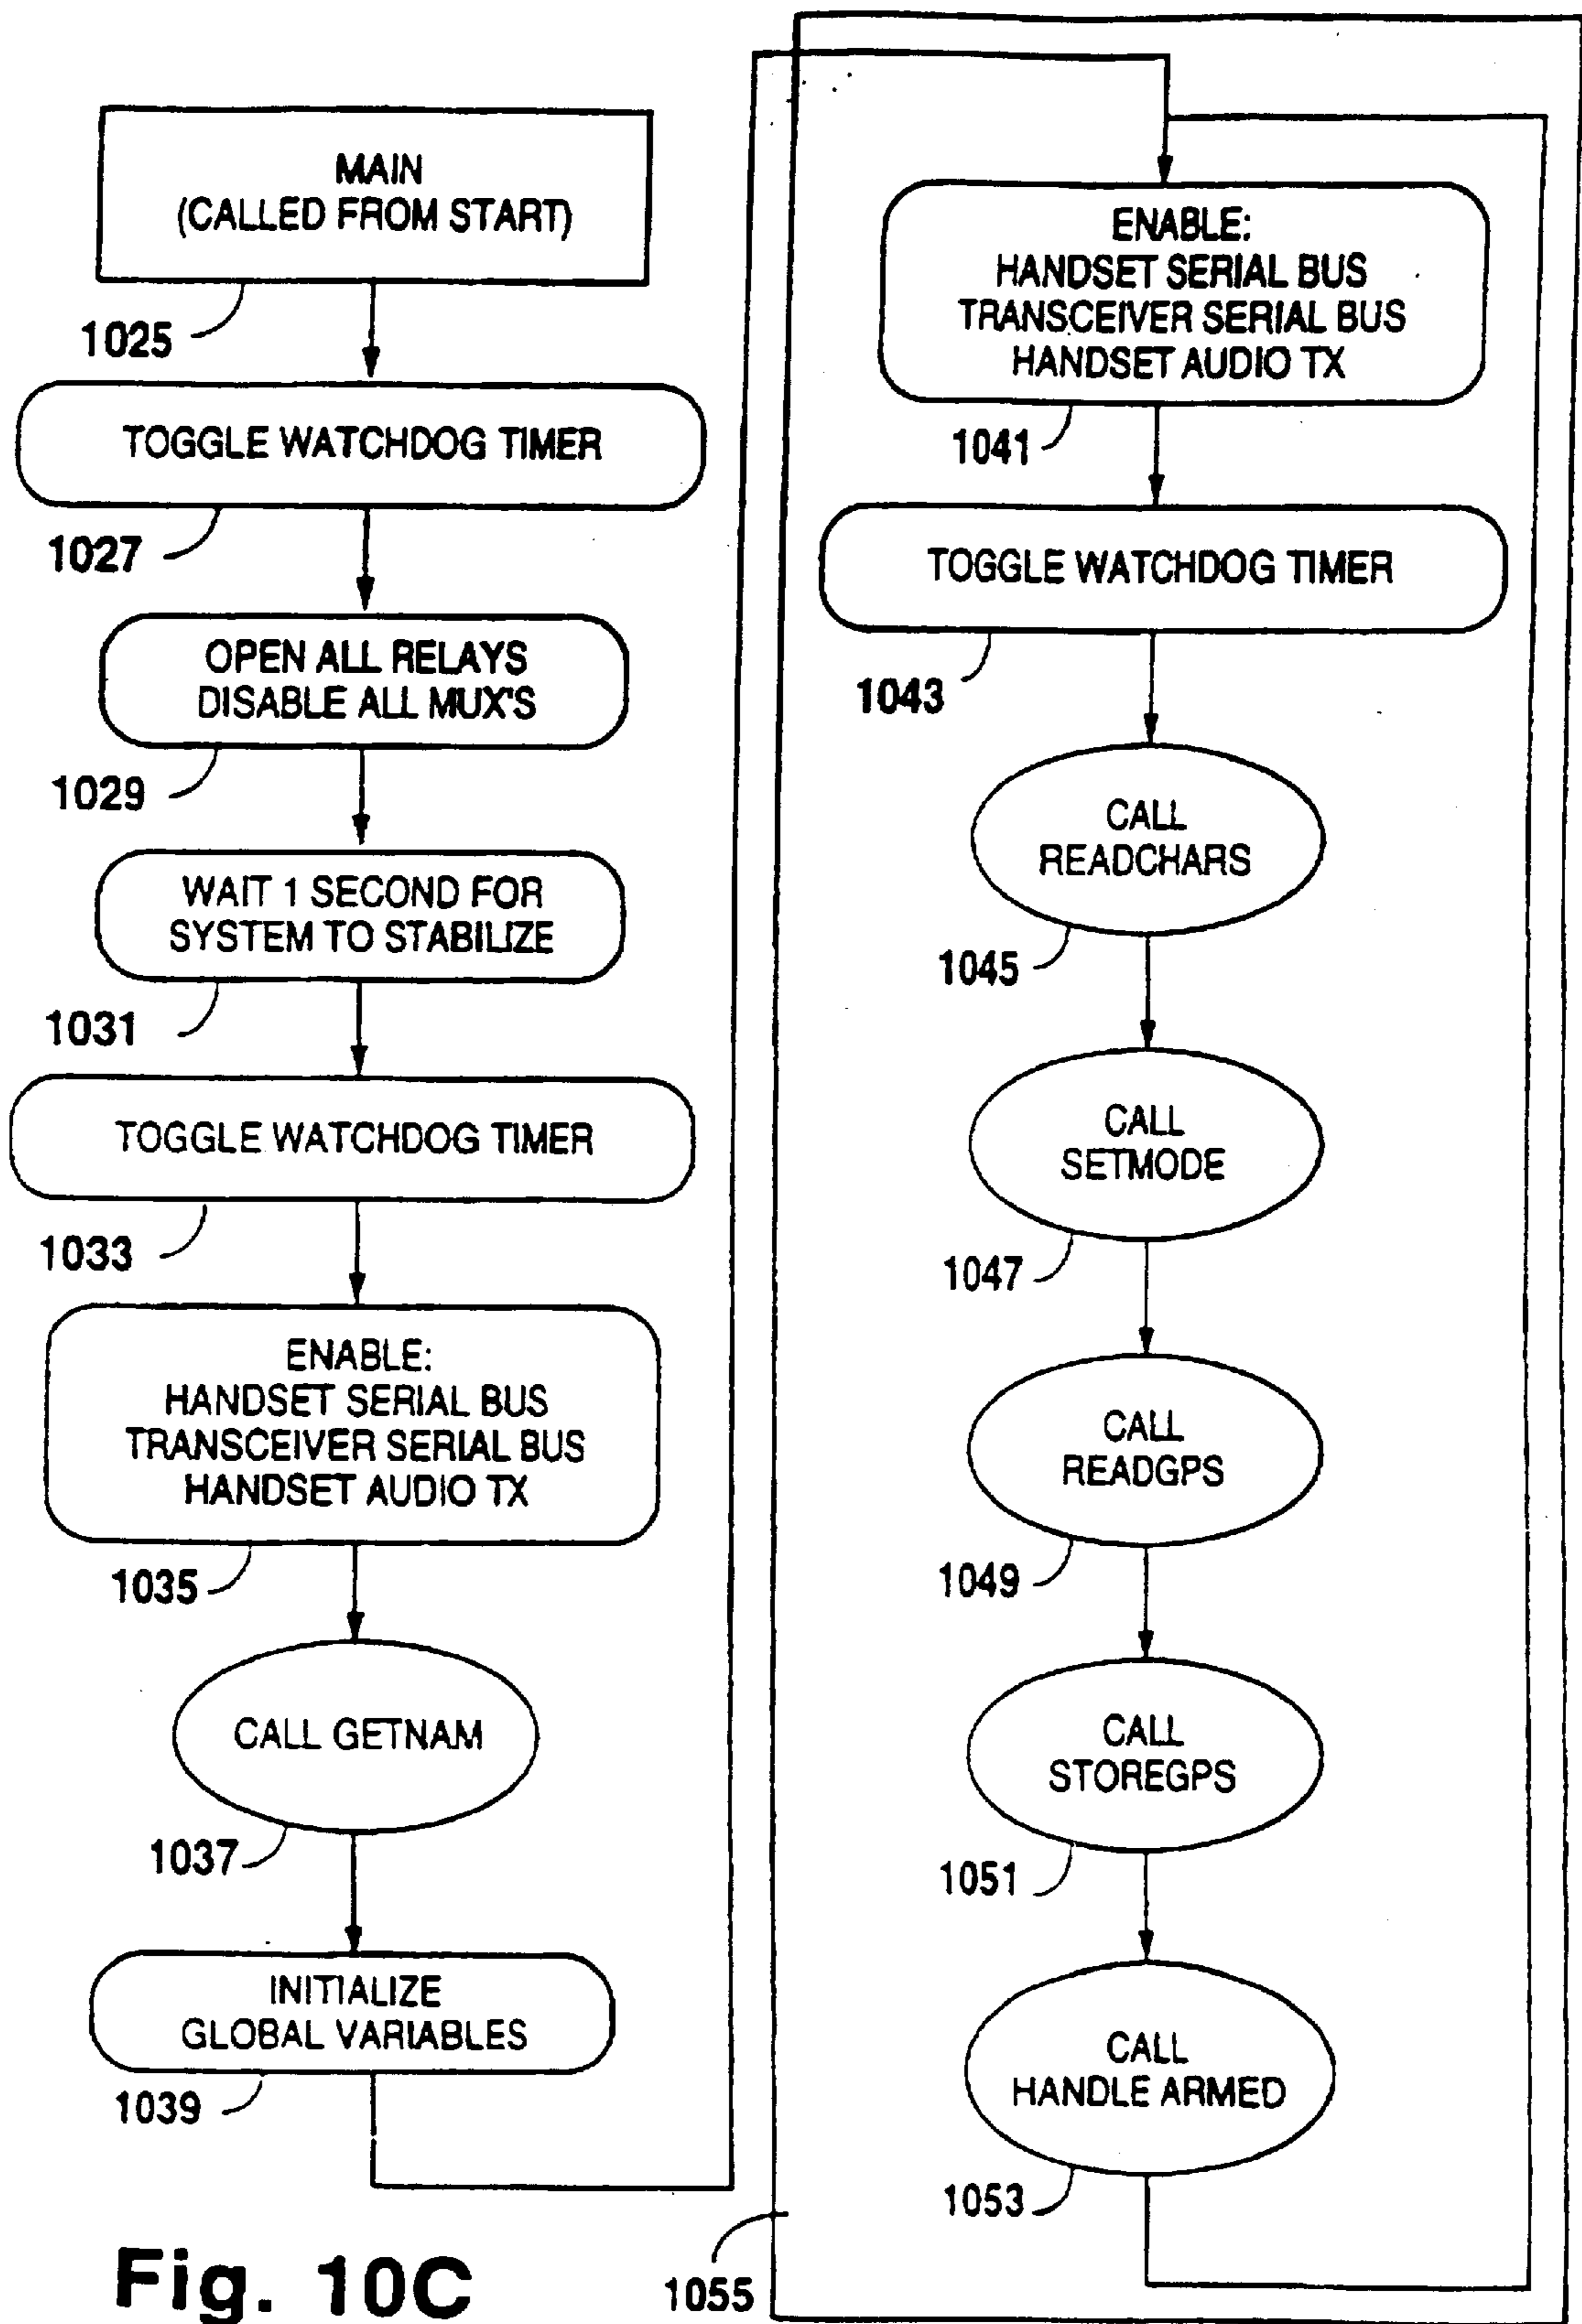 MAIN
(CALLED FROM START)
1025
TOGGLE WATCHDOG TIMER
1027
OPEN ALL RELAYS
DISABLE ALL MUX'S
1029
WAIT 1 SECOND FOR
SYSTEM TO STABILIZE
1031
TOGGLE WATCHDOG TIMER
1033
ENABLE:
HANDSET SERIAL BUS
TRANSCEIVER SERIAL BUS
HANDSET AUDIO TX
1035
CALL GETNAM
1037
INITIALIZE
GLOBAL VARIABLES
1039
ENABLE:
HANDSET SERIAL BUS
TRANSCEIVER SERIAL BUS
HANDSET AUDIO TX
1041
TOGGLE WATCHDOG TIMER
1043
CALL
READCHARS
1045
CALL
SETMODE
1047
CALL
READGPS
1049
CALL
STOREGPS
1051
CALL
HANDLE ARMED
1053
1055
Fig. 10C